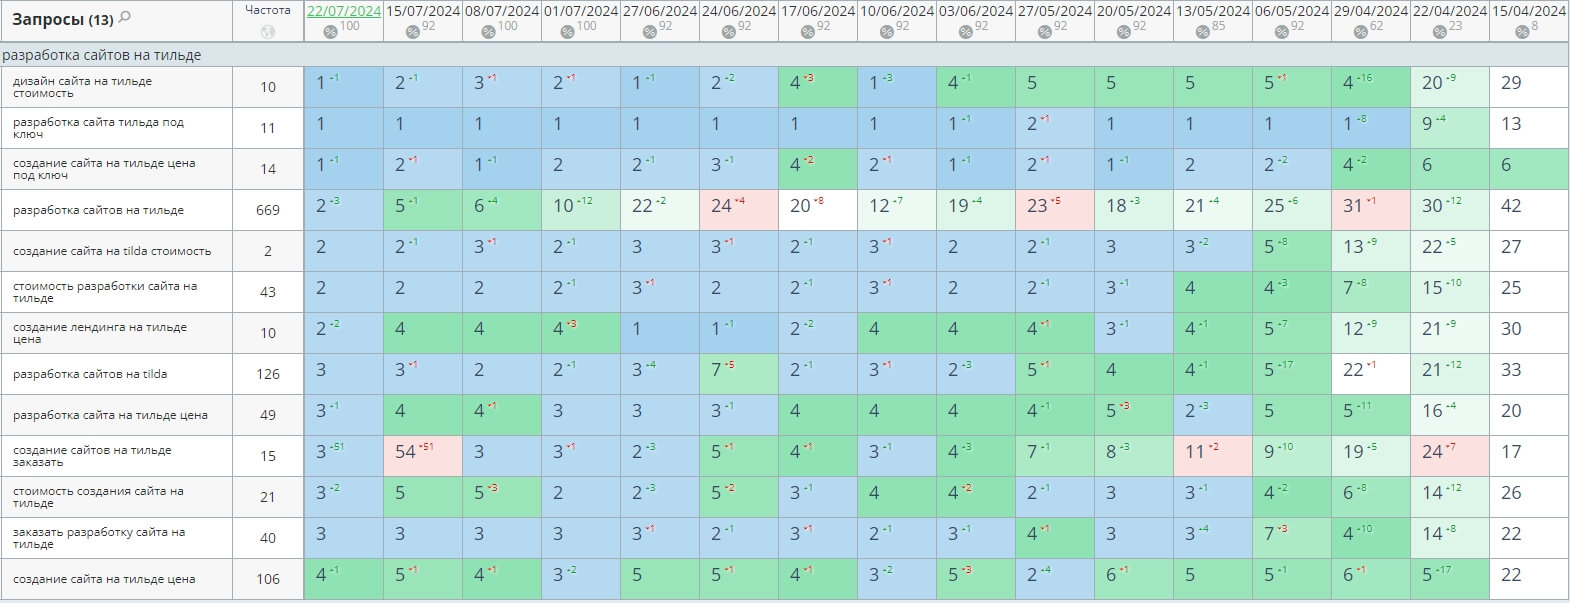 Запросы (13) Частота 22/07/2024 15/07/2024 08/07/2024 01/07/2024 27/06/2024 24/06/2024 17/06/2024 10/06/2024 03/06/2024 27/05/2024 20/05/2024 13/05/2024 06/05/2024 29/04/2024 22/04/2024 15/04/2024
% 100 % 92 % 100 % 100 % 92 % 92 % 92 % 92 % 92 % 92 % 92 % 85 % 92 % 62 % 23 % 8
разработка сайтов на тильде
дизайн сайта на тильде
стоимость
10 1 +1 2 +1 3 -1 2 -1 1 +1 2 +2 4 -3 1 +3 4 +1 5 5 5 5 -1 4 +16 20 +9 29
разработка сайта тильда под
ключ
11 1 1 1 1 1 1 1 1 1 +1 2 -1 1 1 1 1 +8 9 +4 13
создание сайта на тильде цена
под ключ
14 1 +1 2 -1 1 +1 2 2 +1 3 +1 4 -2 2 -1 1 +1 2 -1 1 +1 2 2 +2 4 +2 6 6
разработка сайтов на тильде 669 2 +3 5 +1 6 +4 10 +12 22 +2 24 -4 20 -8 12 +7 19 +4 23 -5 18 +3 21 +4 25 +6 31 -1 30 +12 42
создание сайта на tilda стоимость 2 2 2 +1 3 -1 2 +1 3 3 -1 2 +1 3 -1 2 2 +1 3 3 +2 5 +8 13 +9 22 +5 27
стоимость разработки сайта на
тильде
43 2 2 2 2 +1 3 -1 2 2 +1 3 -1 2 2 +1 3 +1 4 4 +3 7 +8 15 +10 25
создание лендинга на тильде
цена
10 2 +2 4 4 4 -3 1 1 +1 2 +2 4 4 4 -1 3 +1 4 +1 5 +7 12 +9 21 +9 30
разработка сайтов на tilda 126 3 3 -1 2 2 +1 3 +4 7 -5 2 +1 3 -1 2 +3 5 -1 4 4 +1 5 +17 22 -1 21 +12 33
разработка сайта на тильде цена 49 3 +1 4 4 -1 3 3 3 +1 4 4 4 4 +1 5 -3 2 +3 5 5 +11 16 +4 20
создание сайтов на тильде
заказать
15 3 +51 54 -51 3 3 -1 2 +3 5 -1 4 -1 3 +1 4 +3 7 +1 8 +3 11 -2 9 +10 19 +5 24 -7 17
стоимость создания сайта на
тильде
21 3 +2 5 5 -3 2 2 +3 5 -2 3 +1 4 4 -2 2 +1 3 3 +1 4 +2 6 +8 14 +12 26
заказать разработку сайта на
тильде
40 3 3 3 3 3 -1 2 +1 3 -1 2 +1 3 +1 4 -1 3 3 +4 7 -3 4 +10 14 +8 22
создание сайта на тильде цена 106 4 +1 5 -1 4 -1 3 +2 5 5 -1 4 -1 3 +2 5 -3 2 +4 6 -1 5 5 +1 6 -1 5 +17 22